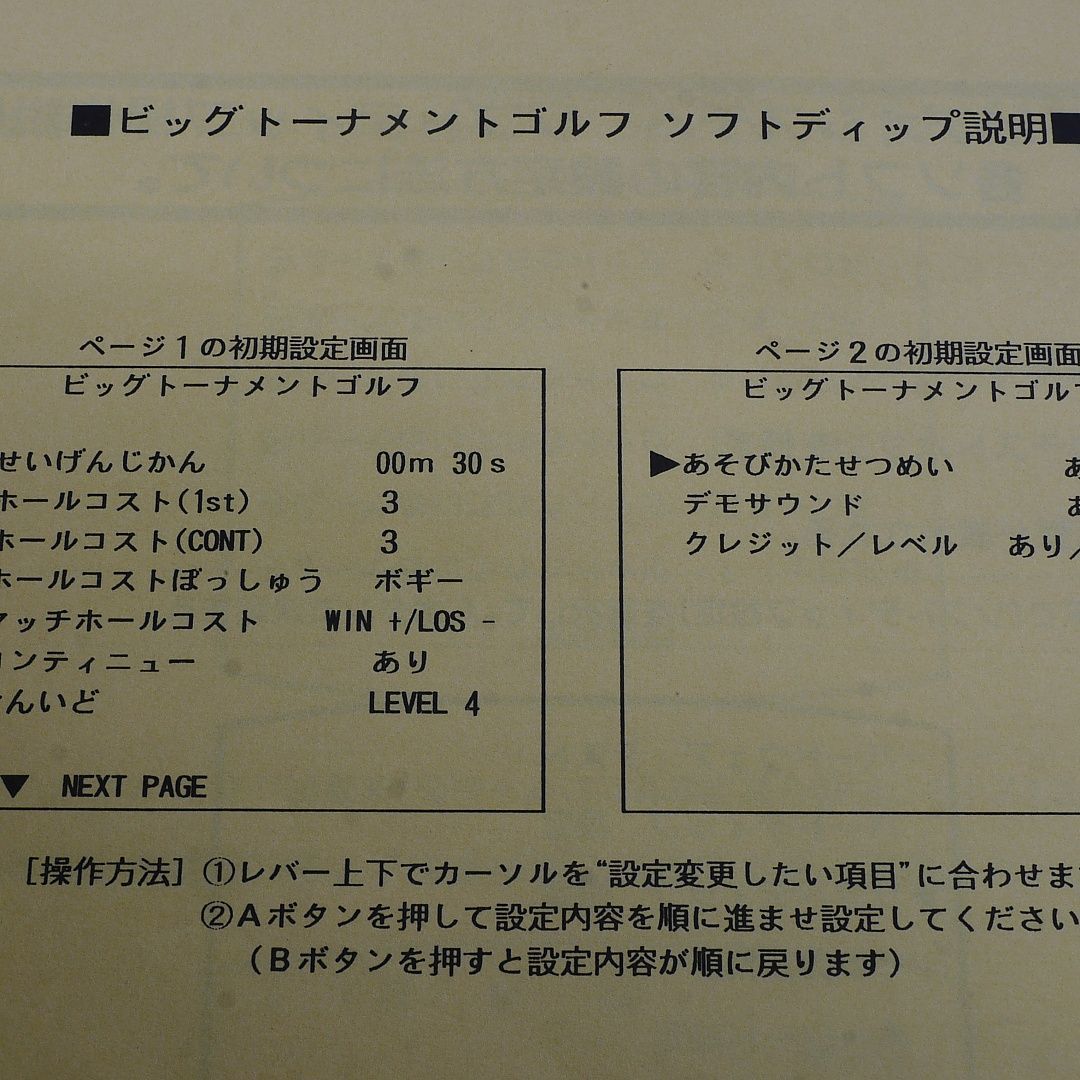 ■ビッグトーナメントゴルフ ソフトディップ説明■
ページ1の初期設定画面
ビッグトーナメントゴルフ
せいげんじかん 00m 30s
ホールコスト(1st) 3
ホールコスト(CONT) 3
ホールコストぼっしゅう ボギー
マッチホールコスト WIN +/LOS -
コンティニュー あり
んいど LEVEL 4
▼ NEXT PAGE
ページ2の初期設定画面
ビッグトーナメントゴルフ
▶あそびかたせつめい あ
デモサウンド あ
クレジット/レベル あり/
[操作方法] ①レバー上下でカーソルを“設定変更したい項目”に合わせま
②Aボタンを押して設定内容を順に進ませ設定してください
(Bボタンを押すと設定内容が順に戻ります)